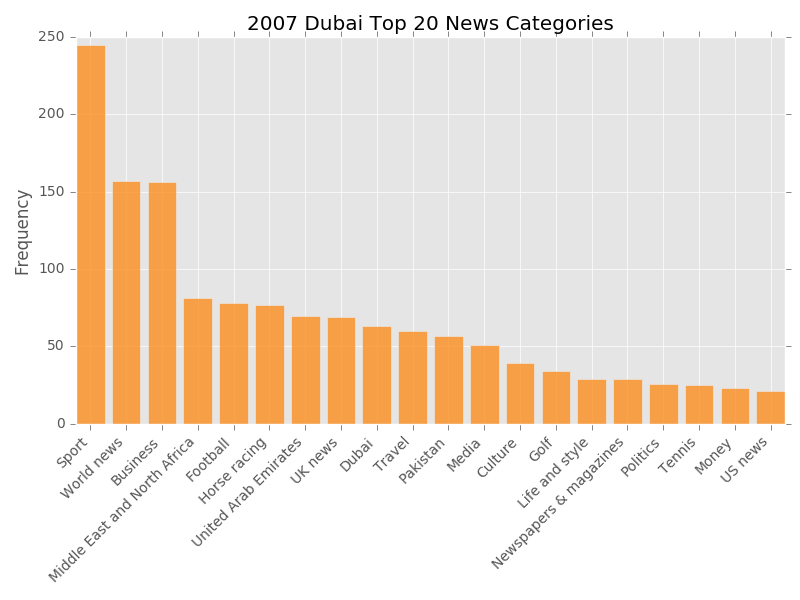 2007 Dubai Top 20 News Categories
250
200
150
100
50
0
Frequency
Sport
World news
Business
Middle East and North Africa
Football
Horse racing
United Arab Emirates
UK news
Dubai
Travel
Pakistan
Media
Culture
Golf
Life and style
Newspapers & magazines
Politics
Tennis
Money
US news